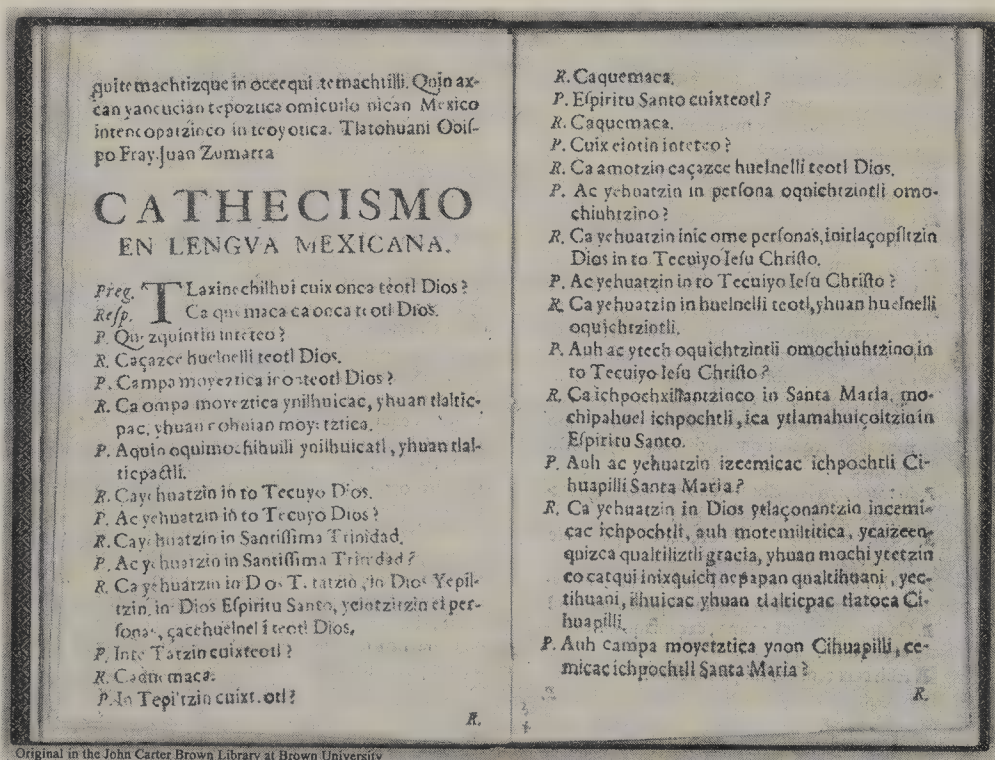 quitemachtizque in occequi temachtilli. Quin ax-
can yancucian tepoztica omicuilo nican Mexico
intencopatzinco in teoyotica. Tlatohuani Obis-
po Fray Juan Zumarra
CATHECISMO
EN LENGVA MEXICANA.
Preg. TLaxinechilhui cuix onca teotl Dios?
Resp. Ca quemaca ca onca teotl Dios.
P. Quezquintin inteteo?
R. Caçazce huelnelli teotl Dios.
P. Campa moyeztica in teotl Dios?
R. Ca ompa moyeztica ynilhuicac, yhuan tlaltic-
pac, yhuan nohuian moyetztica.
P. Aquin oquimochihuili ynilhuicatl, yhuan tlal-
ticpactli.
R. Cayehuatzin in to Tecuyo Dios.
P. Ac yehuatzin in to Tecuyo Dios?
R. Cayehuatzin in Santissima Trinidad.
P. Ac yehuatzin in Santissima Trinidad?
R. Ca yehuatzin in Dios Tetatzin, in Dios Yepil-
tzin, in Dios Espiritu Santo, yeintzitzin ei per-
sonas, çacehuelnelli teotl Dios.
P. Inte Tatzin cuixteotl?
R. Caquemaca.
P. In Tepiltzin cuixteotl?
R.
R. Caquemaca.
P. Espiritu Santo cuixteotl?
R. Caquemaca.
P. Cuix eintin inteteo?
R. Ca amotzin caçazce huelnelli teotl Dios.
P. Ac yehuatzin in persona oquichtzintli omo-
chiuhtzino?
R. Ca yehuatzin inic ome personas, initlaçopiltzin
Dios in to Tecuiyo Iesu Christo.
P. Ac yehuatzin in to Tecuiyo Iesu Christo?
R. Ca yehuatzin in huelnelli teotl, yhuan huelnelli
oquichtzintli.
P. Auh ac ytech oquichtzintli omochiuhtzino in
to Tecuiyo Iesu Christo?
R. Ca ichpochxillantzinco in Santa Maria, mo-
chipahuel ichpochtli, ica ytlamahuiçoltzin in
Espiritu Santo.
P. Auh ac yehuatzin izcemicac ichpochtli Ci-
huapilli Santa Maria?
R. Ca yehuatzin in Dios ytlaçonantzin incemi-
cac ichpochtli, auh motemiltitica, ycaizcen-
quizca qualtiliztli gracia, yhuan mochi ytetzin
co catqui inixquich nepapan qualtihuani, yec-
tihuani, ilhuicac yhuan tlalticpac tlatoca Ci-
huapilli.
P. Auh campa moyetztica ynon Cihuapilli, ce-
micac ichpochtli Santa Maria?
R.
Original in the John Carter Brown Library at Brown University